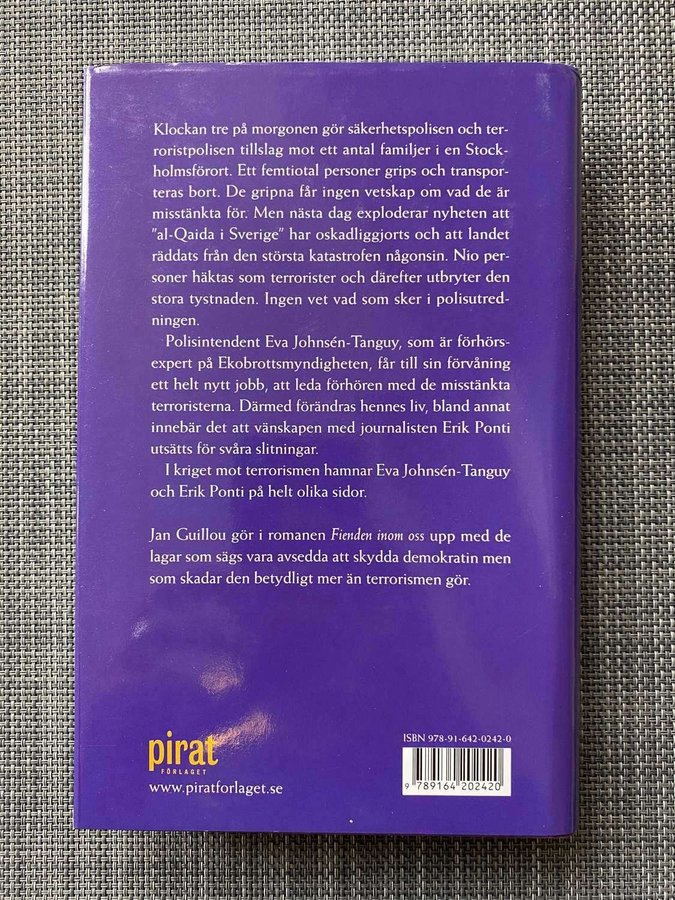 Klockan tre på morgonen gör säkerhetspolisen och ter-
roristpolisen tillslag mot ett antal familjer i en Stock-
holmsförort. Ett femtiotal personer grips och transpor-
teras bort. De gripna får ingen vetskap om vad de är
misstänkta för. Men nästa dag exploderar nyheten att
"al-Qaida i Sverige" har oskadliggjorts och att landet
räddats från den största katastrofen någonsin. Nio per-
soner häktas som terrorister och därefter utbryter den
stora tystnaden. Ingen vet vad som sker i polisutred-
ningen.
Polisintendent Eva Johnsén-Tanguy, som är förhörs-
expert på Ekobrottsmyndigheten, får till sin förvåning
ett helt nytt jobb, att leda förhören med de misstänkta
terroristerna. Därmed förändras hennes liv, bland annat
innebär det att vänskapen med journalisten Erik Ponti
utsätts för svåra slitningar.
I kriget mot terrorismen hamnar Eva Johnsén-Tanguy
och Erik Ponti på helt olika sidor.
Jan Guillou gör i romanen Fienden inom oss upp med de
lagar som sägs vara avsedda att skydda demokratin men
som skadar den betydligt mer än terrorismen gör.
pirat
FÖRLAGET
www.piratforlaget.se
ISBN 978-91-642-0242-0
9 789164 202420